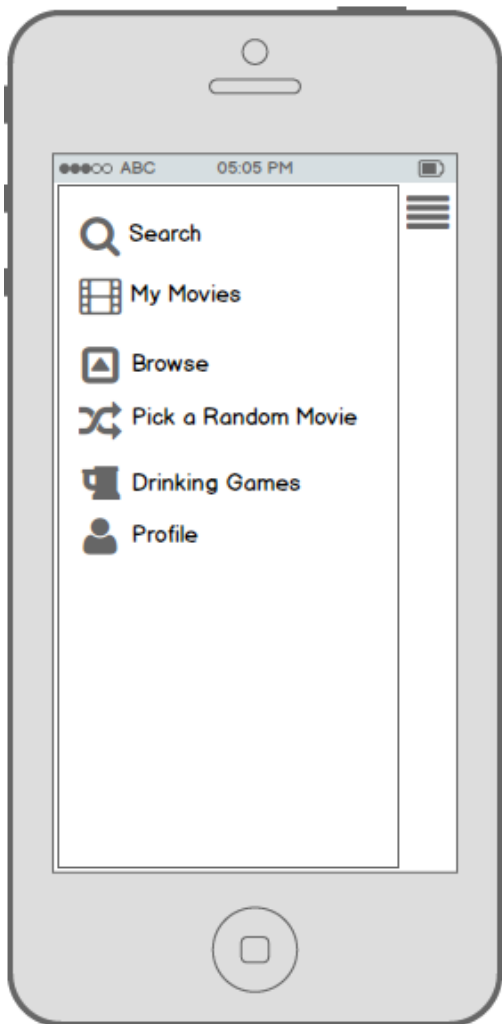 ABC 05:05 PM
Search
My Movies
Browse
Pick a Random Movie
Drinking Games
Profile